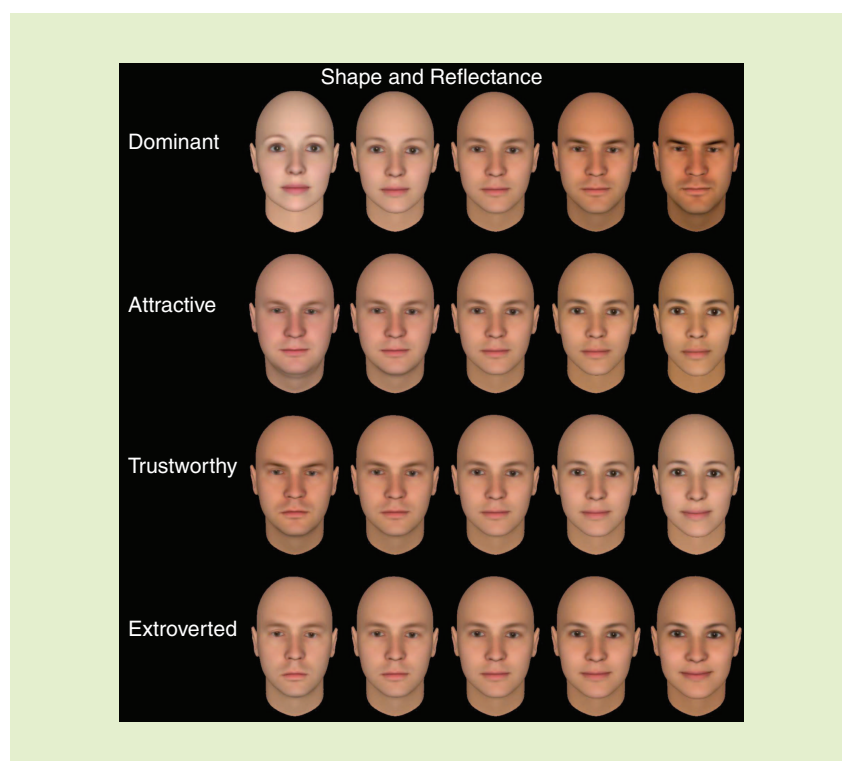 Shape and Reflectance
Dominant
Attractive
Trustworthy
Extroverted